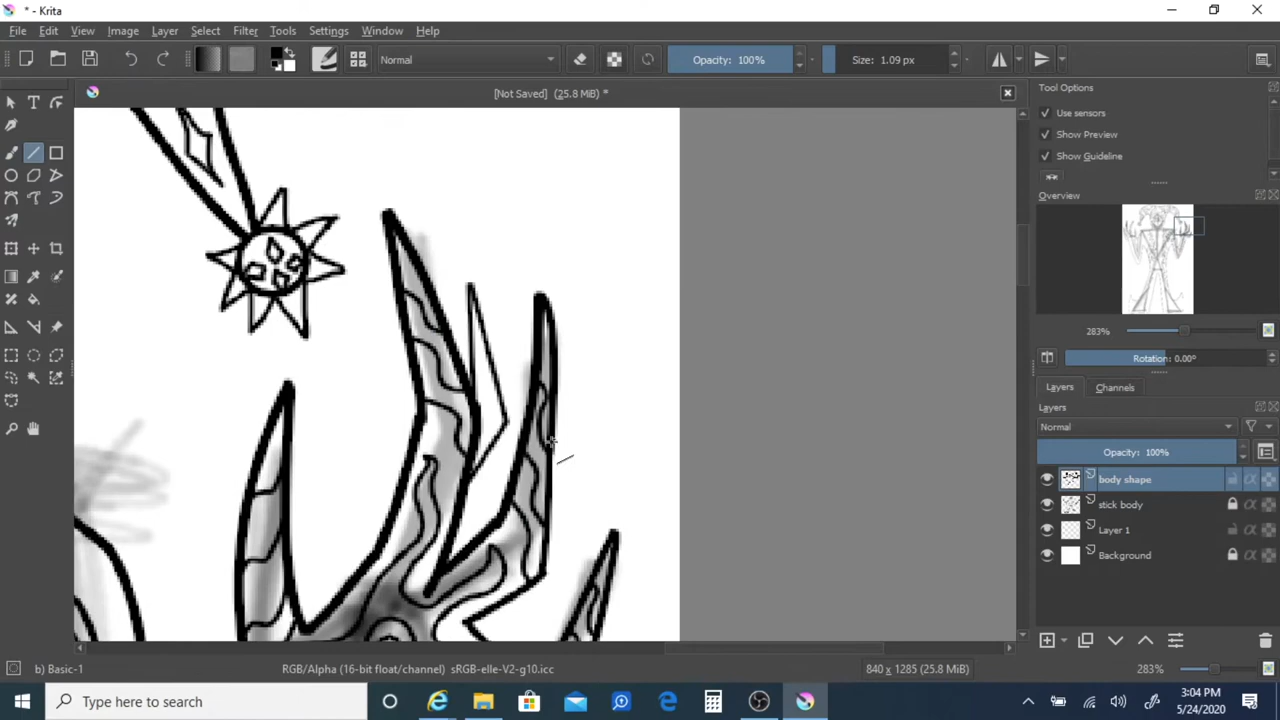 * - Krita
File Edit View Image Layer Select Filter Tools Settings Window Help
Normal Opacity: 100% Size: 1.09 px
[Not Saved] (25.8 MiB) *
Tool Options
Use sensors
Show Preview
Show Guideline
Overview
283%
Rotation: 0.00°
Layers Channels
Layers
Normal
Opacity: 100%
body shape
stick body
Layer 1
Background
b) Basic-1 RGB/Alpha (16-bit float/channel) sRGB-elle-V2-g10.icc 840 x 1285 (25.8 MiB) 283%
Type here to search
3:04 PM
5/24/2020